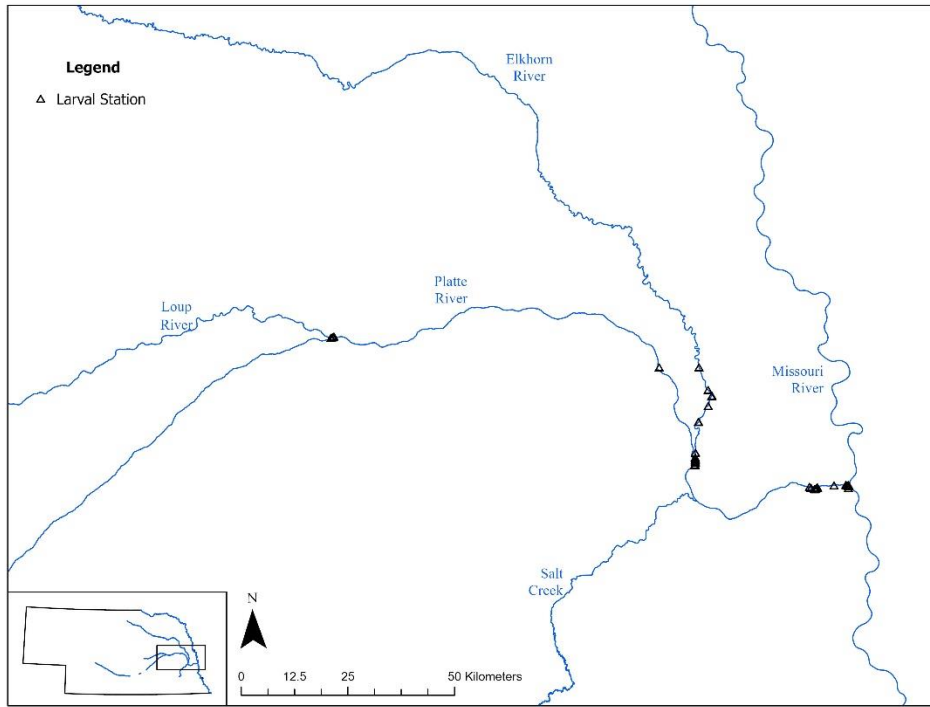 Legend
Larval Station
Elkhorn
River
Platte
River
Loup
River
Missouri
River
Salt
Creek
N
0 12.5 25 50 Kilometers